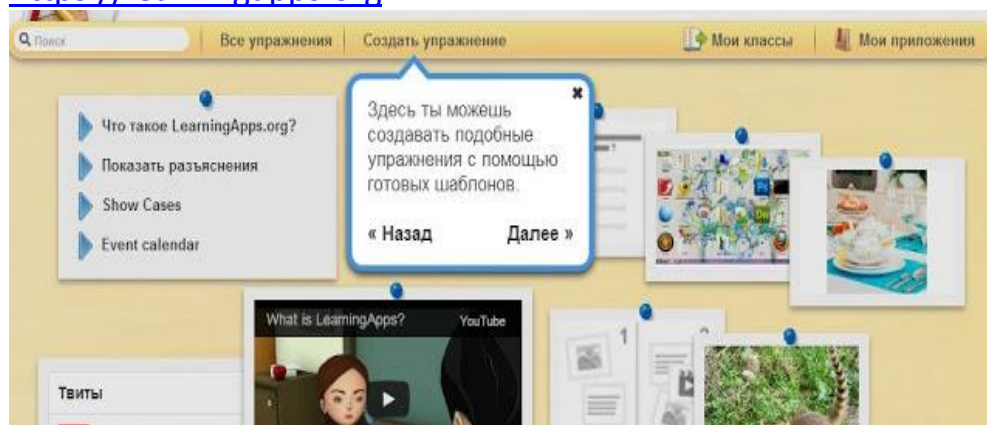 Поиск
Все упражнения
Создать упражнение
Мои классы
Мои приложения
Что такое LearningApps.org?
Показать разъяснения
Show Cases
Event calendar
Здесь ты можешь
создавать подобные
упражнения с помощью
готовых шаблонов.
« Назад Далее »
What is LearningApps? YouTube
1
Твиты